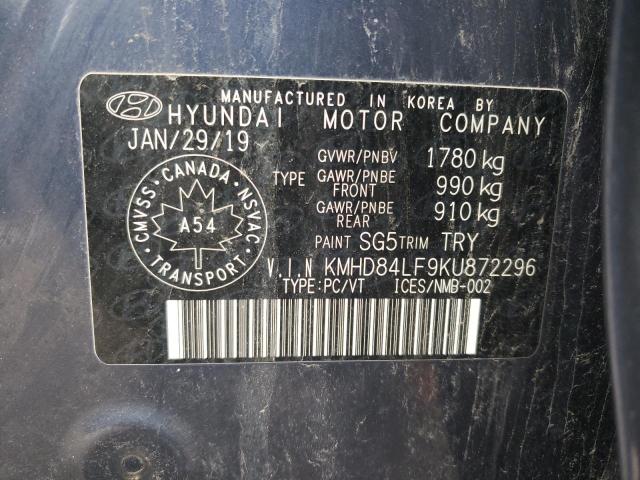 MANUFACTURED IN KOREA BY
HYUNDAI MOTOR COMPANY
JAN/29/19
CANADA
CMVSS NSVAC
A54
TRANSPORT
GVWR/PNBV 1780 kg
TYPE GAWR/PNBE FRONT 990 kg
GAWR/PNBE REAR 910 kg
PAINT SG5 TRIM TRY
V.I.N KMHD84LF9KU872296
TYPE:PC/VT ICES/NMB-002